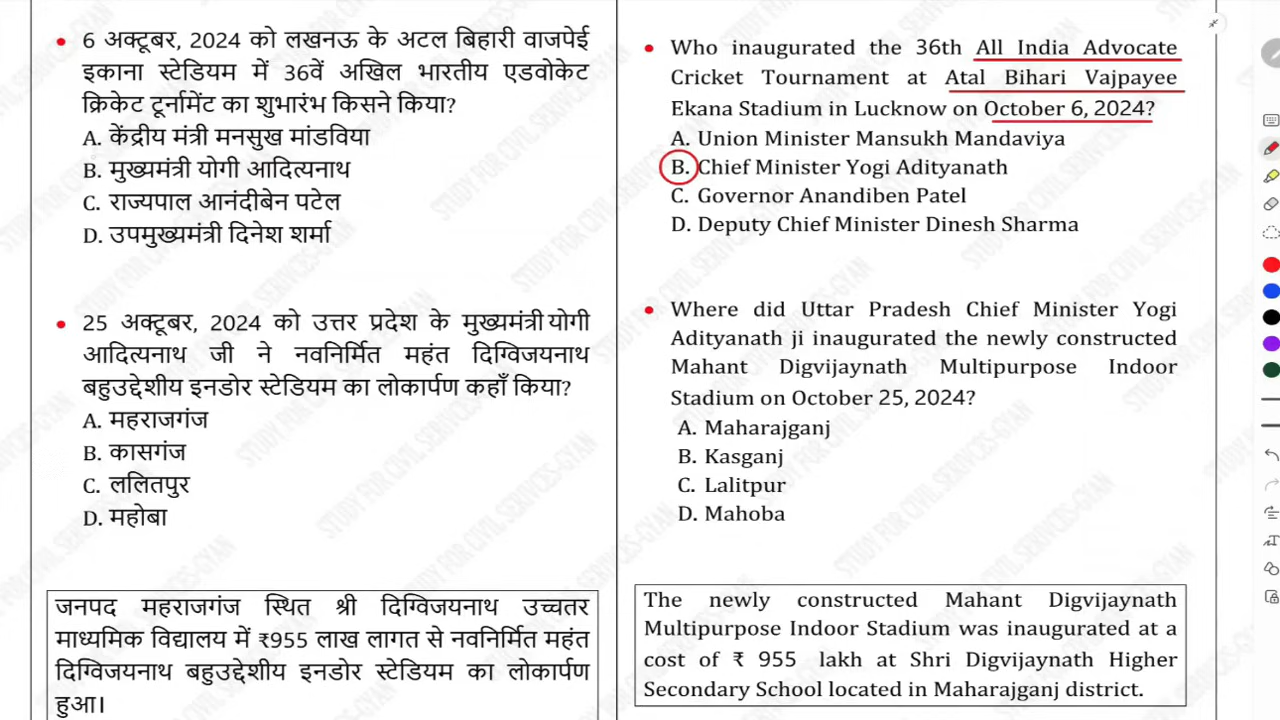 6 अक्टूबर, 2024 को लखनऊ के अटल बिहारी वाजपेई
इकाना स्टेडियम में 36वें अखिल भारतीय एडवोकेट
क्रिकेट टूर्नामेंट का शुभारंभ किसने किया?
A. केंद्रीय मंत्री मनसुख मांडविया
B. मुख्यमंत्री योगी आदित्यनाथ
C. राज्यपाल आनंदीबेन पटेल
D. उपमुख्यमंत्री दिनेश शर्मा
25 अक्टूबर, 2024 को उत्तर प्रदेश के मुख्यमंत्री योगी
आदित्यनाथ जी ने नवनिर्मित महंत दिग्विजयनाथ
बहुउद्देशीय इनडोर स्टेडियम का लोकार्पण कहाँ किया?
A. महराजगंज
B. कासगंज
C. ललितपुर
D. महोबा
जनपद महराजगंज स्थित श्री दिग्विजयनाथ उच्चतर
माध्यमिक विद्यालय में ₹955 लाख लागत से नवनिर्मित महंत
दिग्विजयनाथ बहुउद्देशीय इनडोर स्टेडियम का लोकार्पण
हुआ।
Who inaugurated the 36th All India Advocate
Cricket Tournament at Atal Bihari Vajpayee
Ekana Stadium in Lucknow on October 6, 2024?
A. Union Minister Mansukh Mandaviya
B. Chief Minister Yogi Adityanath
C. Governor Anandiben Patel
D. Deputy Chief Minister Dinesh Sharma
Where did Uttar Pradesh Chief Minister Yogi
Adityanath ji inaugurated the newly constructed
Mahant Digvijaynath Multipurpose Indoor
Stadium on October 25, 2024?
A. Maharajganj
B. Kasganj
C. Lalitpur
D. Mahoba
The newly constructed Mahant Digvijaynath
Multipurpose Indoor Stadium was inaugurated at a
cost of ₹ 955 lakh at Shri Digvijaynath Higher
Secondary School located in Maharajganj district.